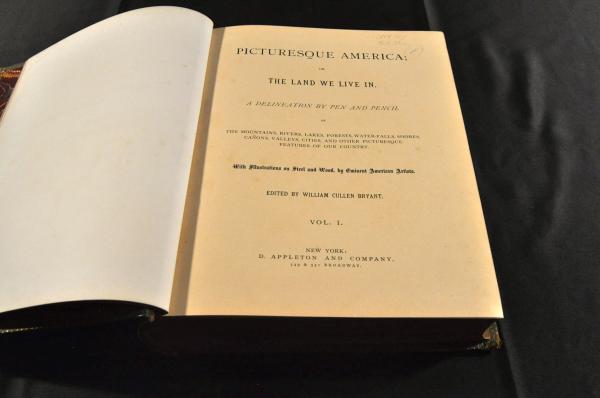 PICTURESQUE AMERICA;
OR
THE LAND WE LIVE IN.
A DELINEATION BY PEN AND PENCIL
OF
THE MOUNTAINS, RIVERS, LAKES, FORESTS, WATER-FALLS, SHORES,
CAÑONS, VALLEYS, CITIES, AND OTHER PICTURESQUE
FEATURES OF OUR COUNTRY.
With Illustrations on Steel and Wood, by Eminent American Artists.
EDITED BY WILLIAM CULLEN BRYANT.
VOL. I.
NEW YORK:
D. APPLETON AND COMPANY,
549 & 551 BROADWAY.